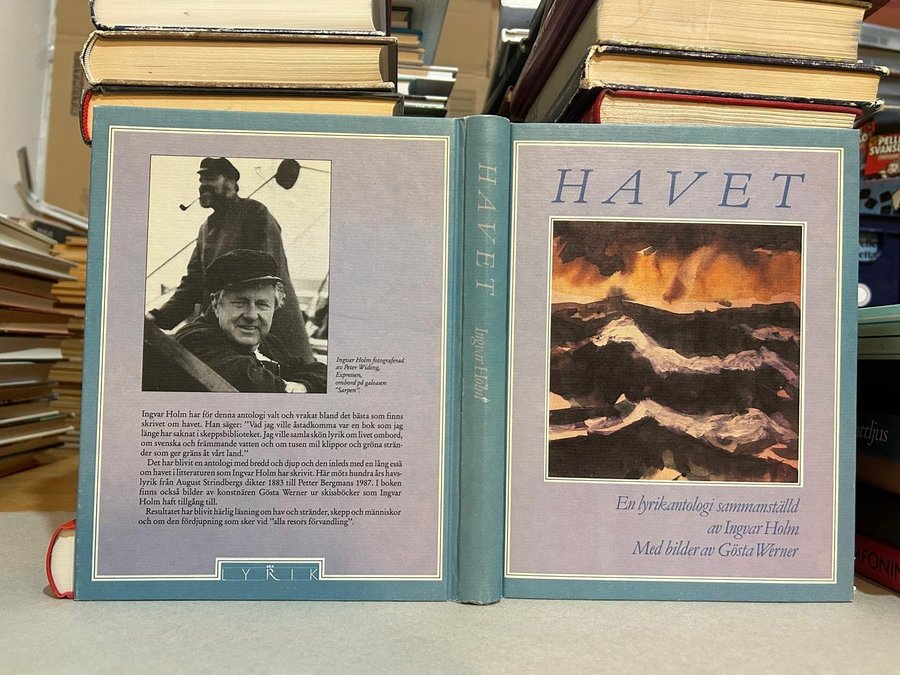 Ingvar Holm fotograferad
av Peter Widing,
Expressen,
ombord på galeasen
"Sarpen".
Ingvar Holm har för denna antologi valt och vrakat bland det bästa som finns
skrivet om havet. Han säger: "Vad jag ville åstadkomma var en bok som jag
länge har saknat i skeppsbiblioteket. Jag ville samla skön lyrik om livet ombord,
om svenska och främmande vatten och om tusen mil klippor och gröna strän-
der som ger gräns åt vårt land."
Det har blivit en antologi med bredd och djup och den inleds med en lång essä
om havet i litteraturen som Ingvar Holm har skrivit. Här möts hundra års havs-
lyrik från August Strindbergs dikter 1883 till Petter Bergmans 1987. I boken
finns också bilder av konstnären Gösta Werner ur skissböcker som Ingvar
Holm haft tillgång till.
Resultatet har blivit härlig läsning om hav och stränder, skepp och människor
och om den fördjupning som sker vid "alla resors förvandling".
LYRIK
HAVET
Ingvar Holm
HAVET
En lyrikantologi sammanställd
av Ingvar Holm
Med bilder av Gösta Werner
PELLE
SVANSLÖ